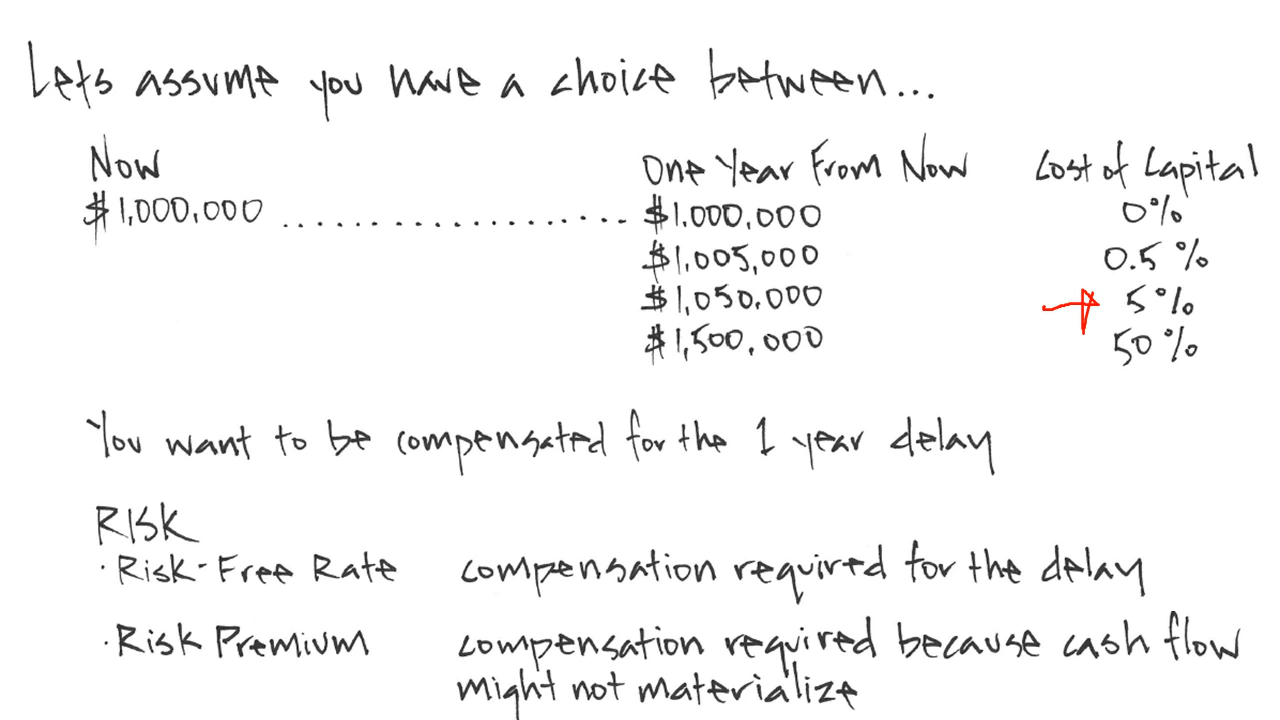 Lets assume you have a choice between...
Now One Year From Now Cost of Capital
$1,000,000 .................... $1,000,000 0%
$1,005,000 0.5%
$1,050,000 5%
$1,500,000 50%
You want to be compensated for the 1 year delay
RISK
· Risk-Free Rate compensation required for the delay
· Risk Premium compensation required because cash flow
might not materialize